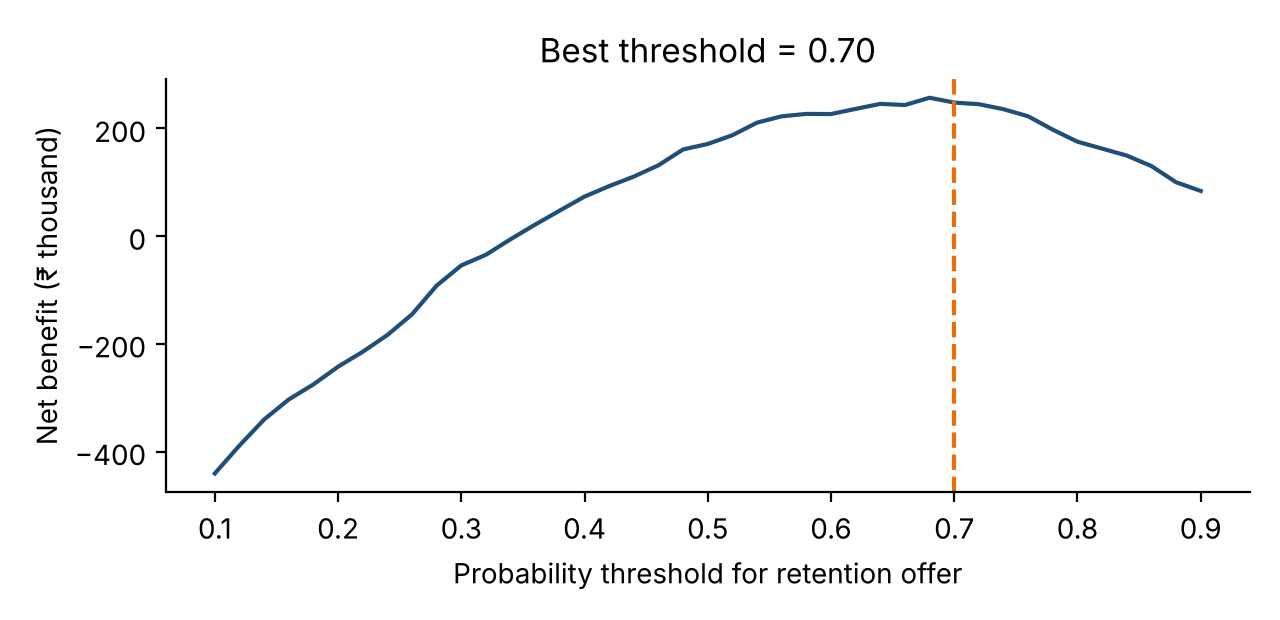 Best threshold = 0.70
Net benefit (₹ thousand)
200
0
−200
−400
0.1 0.2 0.3 0.4 0.5 0.6 0.7 0.8 0.9
Probability threshold for retention offer